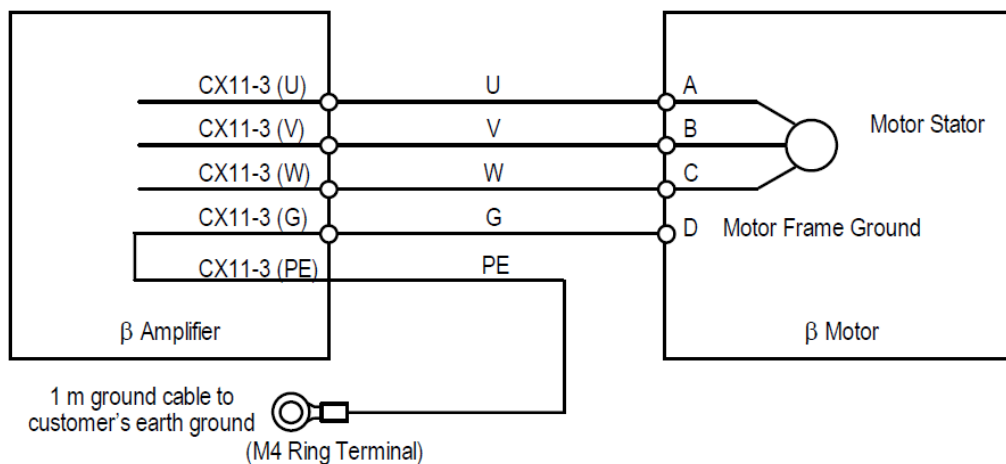 CX11-3 (U)
U
A
CX11-3 (V)
V
B
Motor Stator
CX11-3 (W)
W
C
CX11-3 (G)
G
D
Motor Frame Ground
CX11-3 (PE)
PE
β Amplifier
β Motor
1 m ground cable to
customer's earth ground
(M4 Ring Terminal)